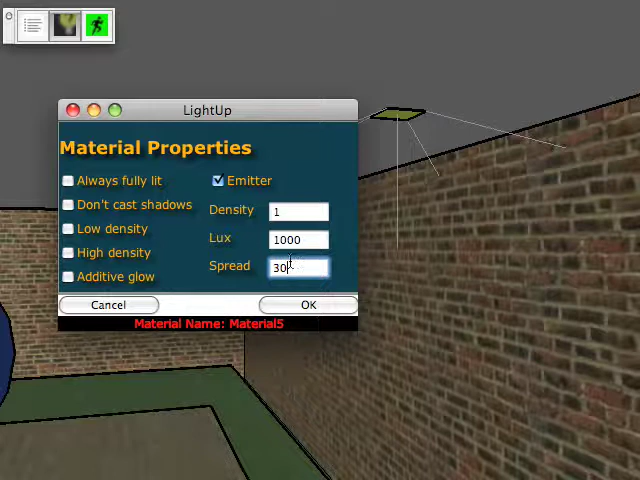 LightUp
Material Properties
Always fully lit
Emitter
Don't cast shadows
Density 1
Low density
Lux 1000
High density
Spread 30
Additive glow
Cancel OK
Material Name: Material5